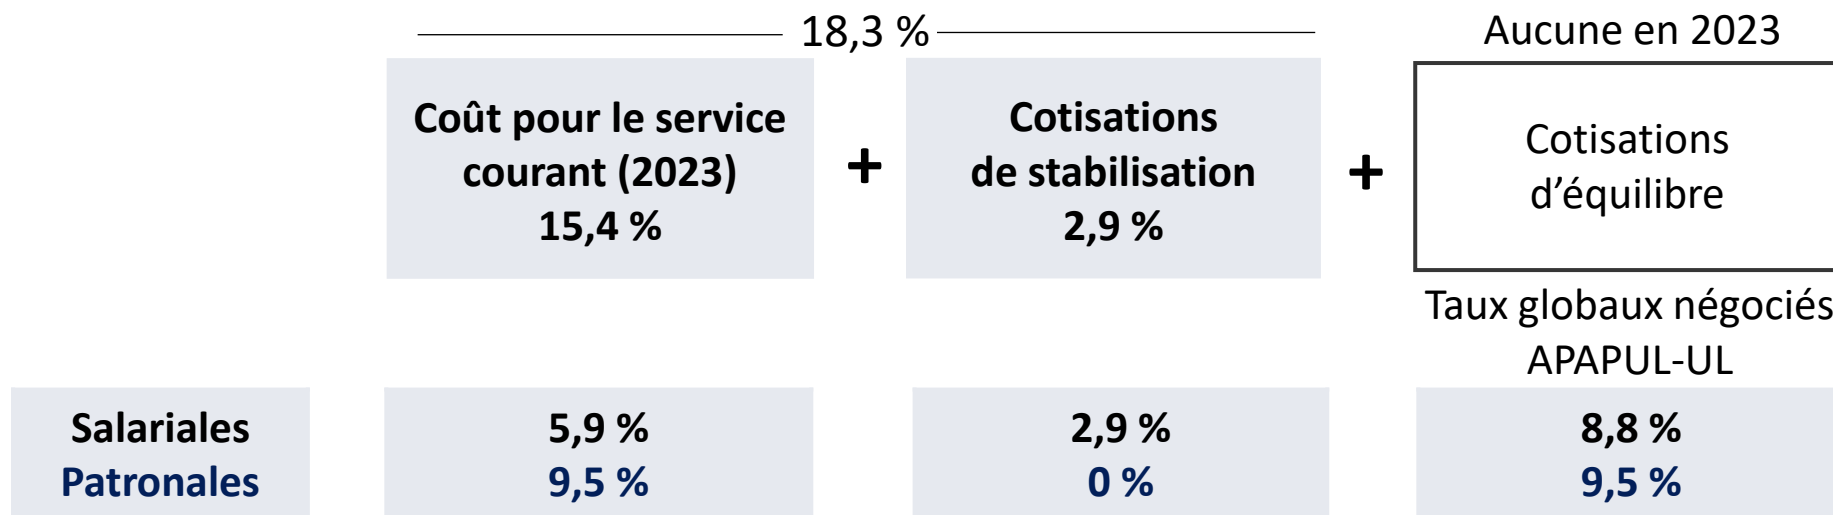 18,3 %
Aucune en 2023
Coût pour le service
courant (2023)
15,4 %
+
Cotisations
de stabilisation
2,9 %
+
Cotisations
d’équilibre
Taux globaux négociés
APAPUL-UL
Salariales
Patronales
5,9 %
9,5 %
2,9 %
0 %
8,8 %
9,5 %